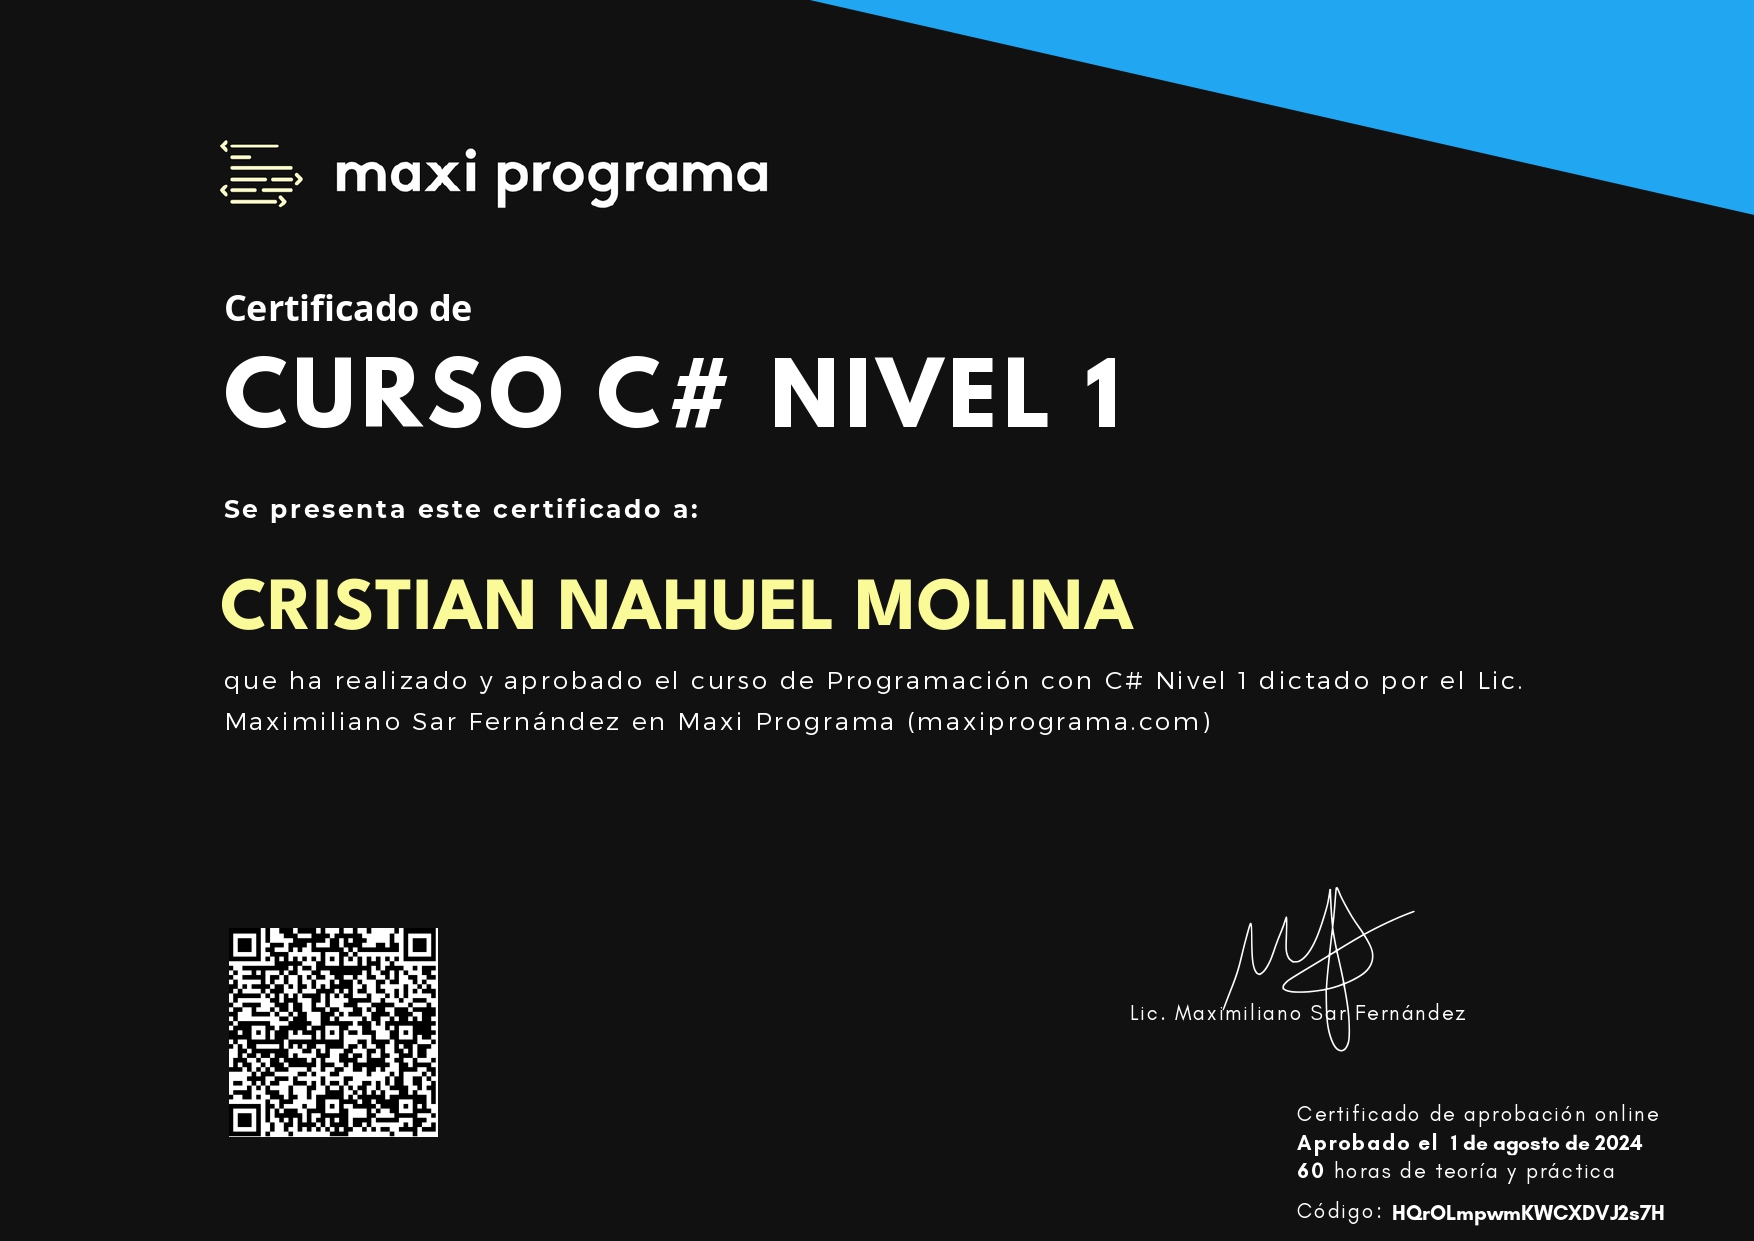 maxi programa
Certificado de
CURSO C# NIVEL 1
Se presenta este certificado a:
CRISTIAN NAHUEL MOLINA
que ha realizado y aprobado el curso de Programación con C# Nivel 1 dictado por el Lic.
Maximiliano Sar Fernández en Maxi Programa (maxiprograma.com)
Lic. Maximiliano Sar Fernández
Certificado de aprobación online
Aprobado el 1 de agosto de 2024
60 horas de teoría y práctica
Código: HQrOLmpwmKWCXDVJ2s7H